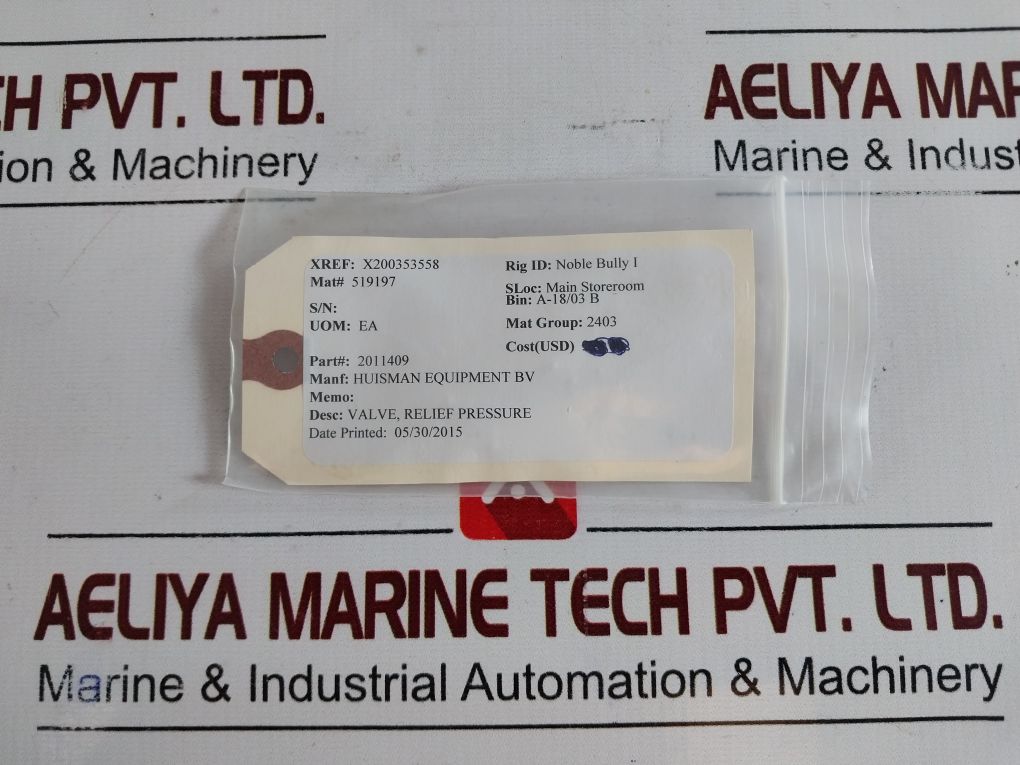 CH PVT. LTD.
ion & Machinery
AELIYA MAR
Marine & Indust
XREF: X200353558
Mat# 519197
S/N:
UOM: EA
Part#: 2011409
Manf: HUISMAN EQUIPMENT BV
Memo:
Desc: VALVE, RELIEF PRESSURE
Date Printed: 05/30/2015
Rig ID: Noble Bully I
SLoc: Main Storeroom
Bin: A-18/03 B
Mat Group: 2403
Cost(USD)
AELIYA MARINE TECH PVT. LTD.
Marine & Industrial Automation & Machinery